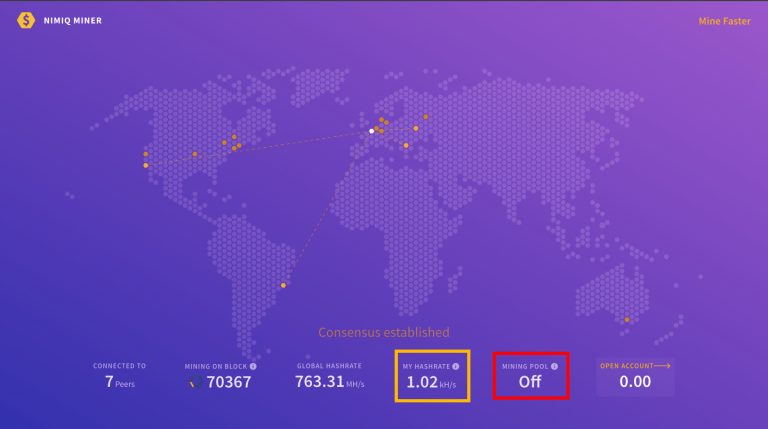 $ NIMIQ MINER
Mine Faster
Consensus established
CONNECTED TO
7 Peers
MINING ON BLOCK i
70367
GLOBAL HASHRATE
763.31 MH/s
MY HASHRATE i
1.02 kH/s
MINING POOL i
Off
OPEN ACCOUNT
0.00